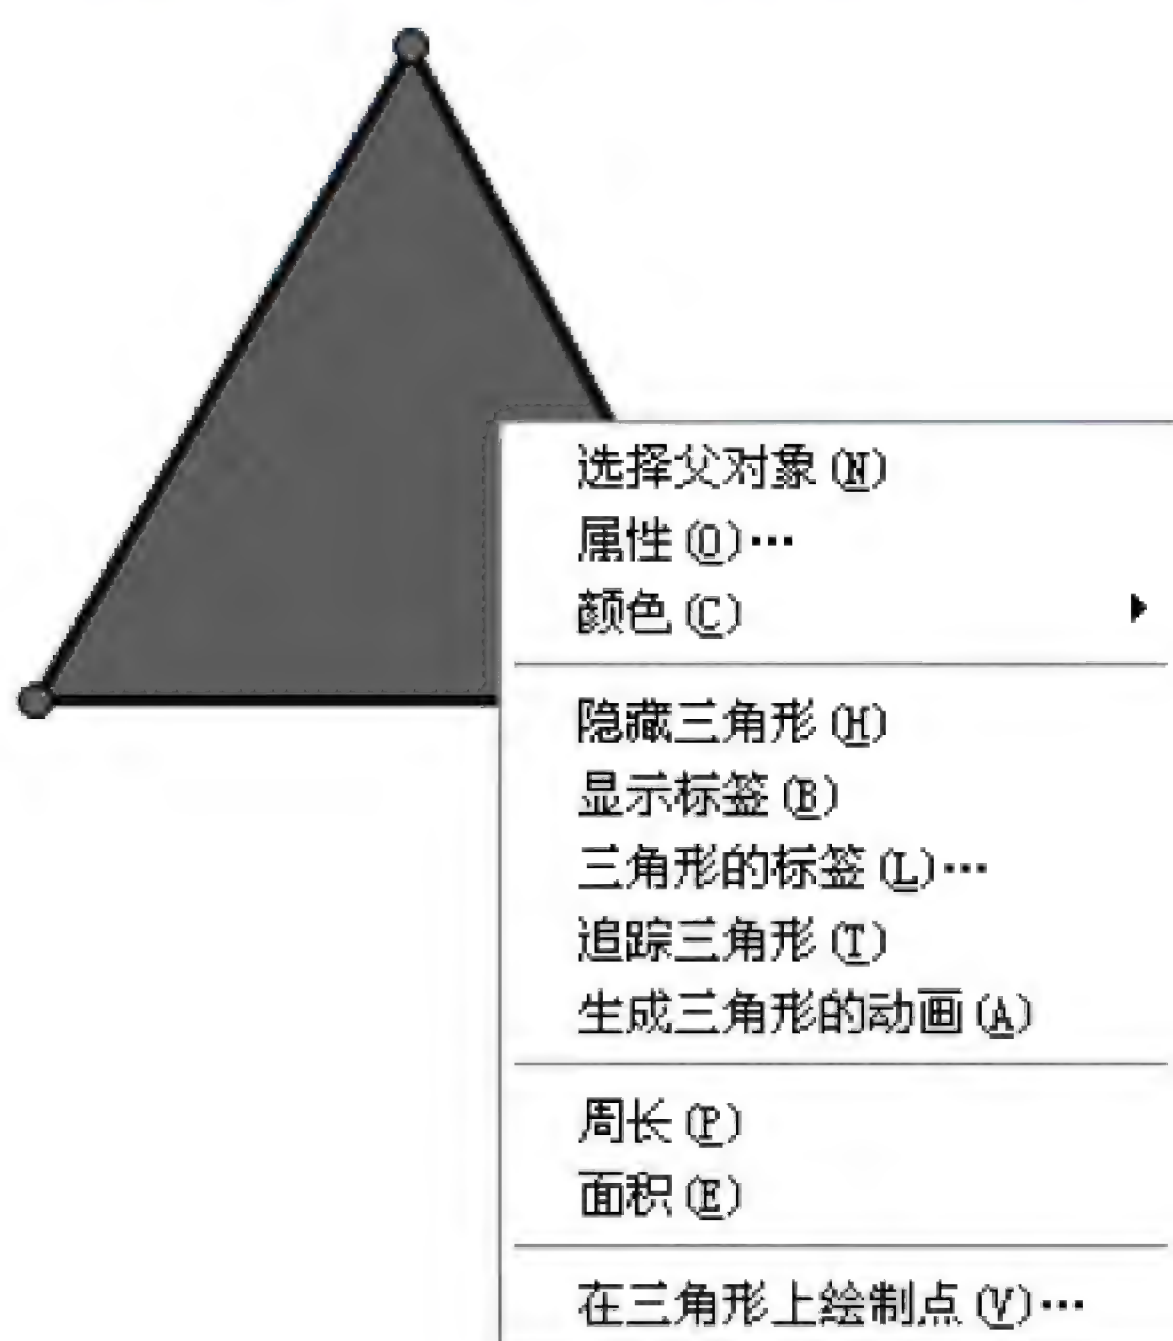 选择父对象(N)
属性(O)…
颜色(C)
隐藏三角形(H)
显示标签(B)
三角形的标签(L)…
追踪三角形(T)
生成三角形的动画(A)
周长(P)
面积(E)
在三角形上绘制点(V)…